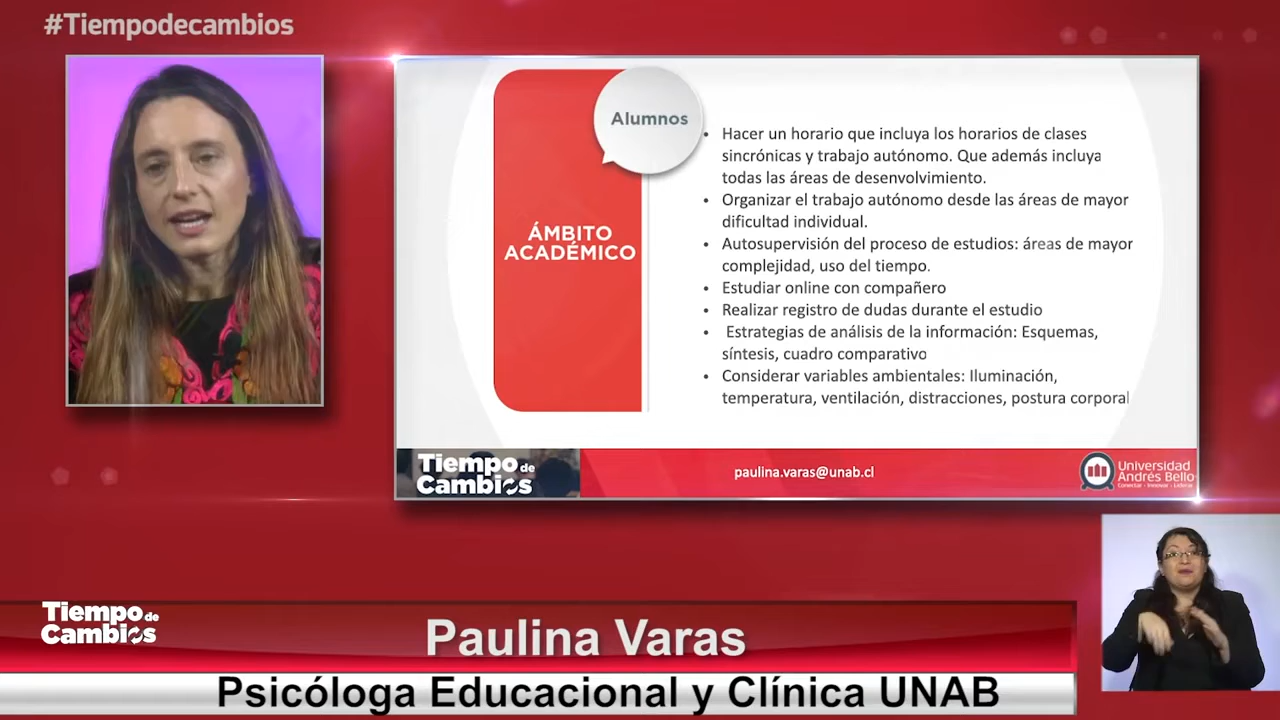 #Tiempodecambios
Alumnos
ÁMBITO
ACADÉMICO
• Hacer un horario que incluya los horarios de clases
sincrónicas y trabajo autónomo. Que además incluya
todas las áreas de desenvolvimiento.
• Organizar el trabajo autónomo desde las áreas de mayor
dificultad individual.
• Autosupervisión del proceso de estudios: áreas de mayor
complejidad, uso del tiempo.
• Estudiar online con compañero
• Realizar registro de dudas durante el estudio
• Estrategias de análisis de la información: Esquemas,
síntesis, cuadro comparativo
• Considerar variables ambientales: Iluminación,
temperatura, ventilación, distracciones, postura corporal
Tiempo de
Cambios
paulina.varas@unab.cl
Universidad
Andrés Bello
Conectar · Innovar · Liderar
Tiempo de
Cambios
Paulina Varas
Psicóloga Educacional y Clínica UNAB